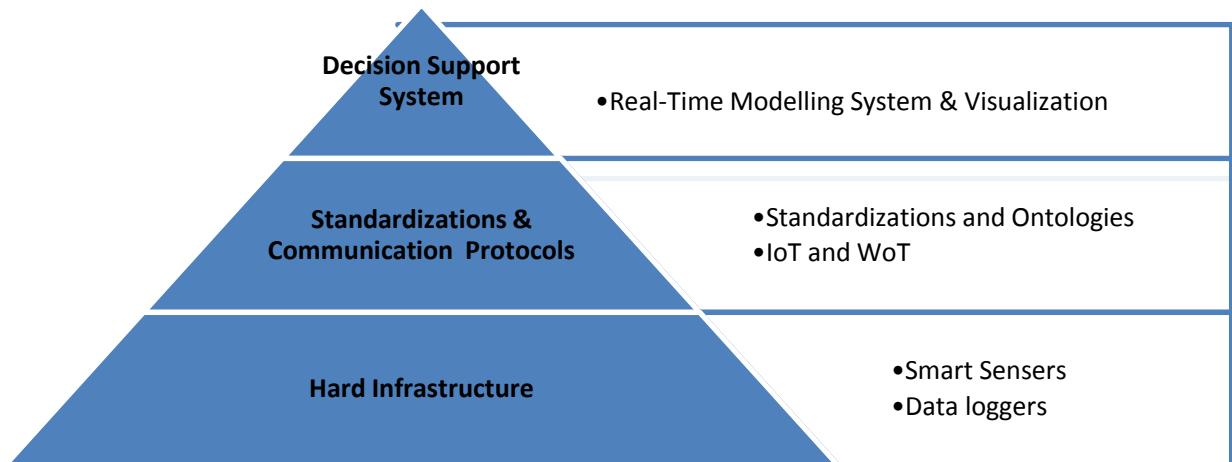 Decision Support
System
•Real-Time Modelling System & Visualization
Standardizations &
Communication Protocols
•Standardizations and Ontologies
•IoT and WoT
Hard Infrastructure
•Smart Sensers
•Data loggers